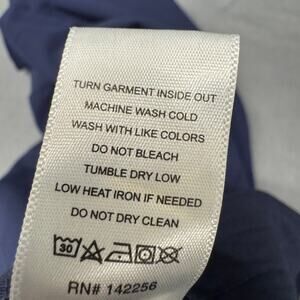 TURN GARMENT INSIDE OUT
MACHINE WASH COLD
WASH WITH LIKE COLORS
DO NOT BLEACH
TUMBLE DRY LOW
LOW HEAT IRON IF NEEDED
DO NOT DRY CLEAN
30
RN# 142256